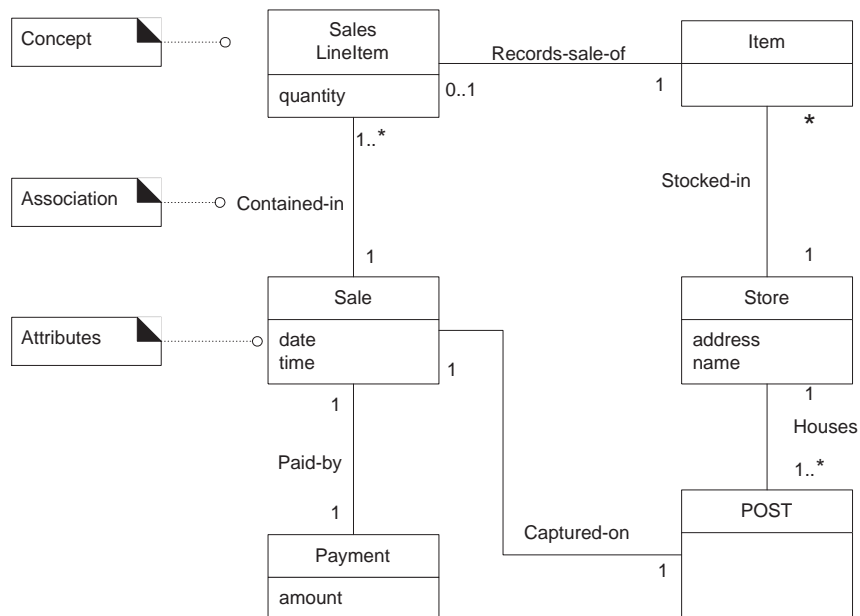 Concept
Sales
LineItem
quantity
Records-sale-of
0..1
1
Item
1..*
*
Association
Contained-in
Stocked-in
1
1
Attributes
Sale
date
time
Store
address
name
1
1
1
Houses
Paid-by
1..*
1
Payment
amount
Captured-on
1
POST